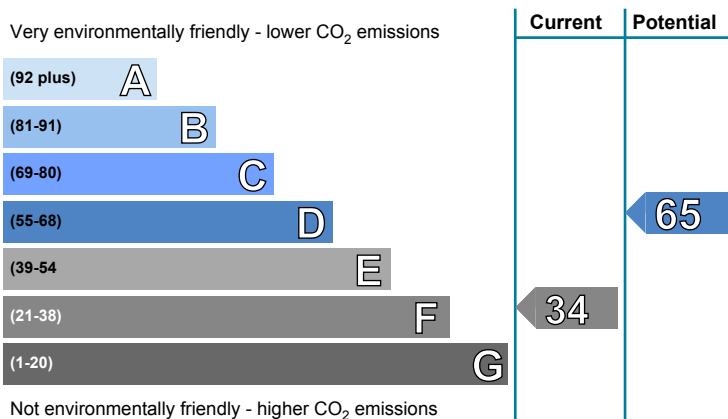 Very environmentally friendly - lower CO2 emissions
Current
Potential
(92 plus) A
(81-91) B
(69-80) C
(55-68) D
65
(39-54 E
(21-38) F
34
(1-20) G
Not environmentally friendly - higher CO2 emissions